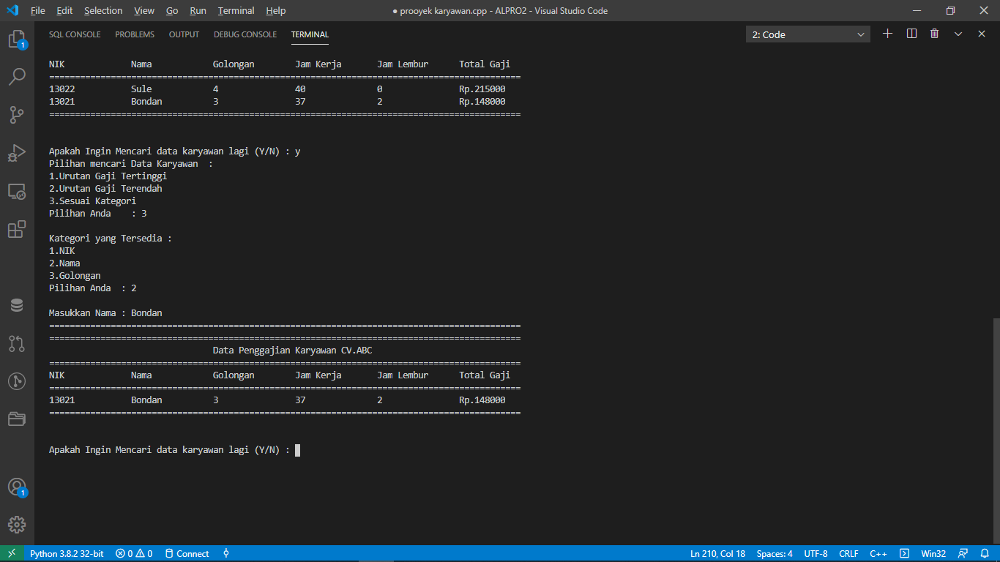 File Edit Selection View Go Run Terminal Help ● prooyek karyawan.cpp - ALPRO2 - Visual Studio Code
SQL CONSOLE PROBLEMS OUTPUT DEBUG CONSOLE TERMINAL 2: Code
1
NIK Nama Golongan Jam Kerja Jam Lembur Total Gaji
============================================================================================
13022 Sule 4 40 0 Rp.215000
13021 Bondan 3 37 2 Rp.148000
============================================================================================
Apakah Ingin Mencari data karyawan lagi (Y/N) : y
Pilihan mencari Data Karyawan  :
1.Urutan Gaji Tertinggi
2.Urutan Gaji Terendah
3.Sesuai Kategori
Pilihan Anda    : 3
Kategori yang Tersedia :
1.NIK
2.Nama
3.Golongan
Pilihan Anda  : 2
Masukkan Nama : Bondan
============================================================================================
============================================================================================
Data Penggajian Karyawan CV.ABC
============================================================================================
NIK Nama Golongan Jam Kerja Jam Lembur Total Gaji
============================================================================================
13021 Bondan 3 37 2 Rp.148000
============================================================================================
Apakah Ingin Mencari data karyawan lagi (Y/N) :
1
Python 3.8.2 32-bit 0 0 Connect Ln 210, Col 18 Spaces: 4 UTF-8 CRLF C++ Win32